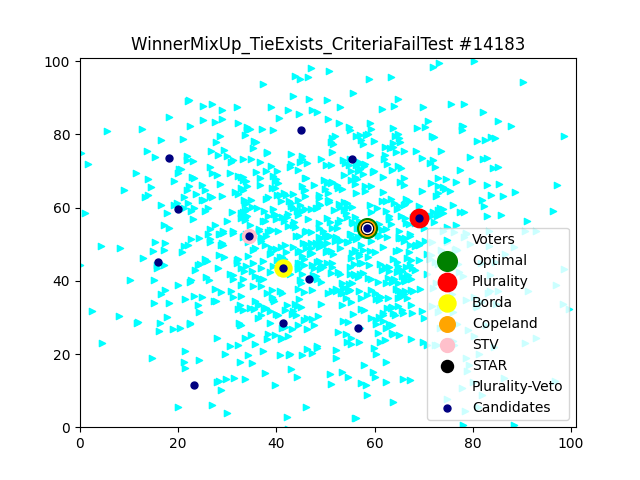 WinnerMixUp_TieExists_CriteriaFailTest #14183
100
80
60
40
20
0
0 20 40 60 80 100
Voters
Optimal
Plurality
Borda
Copeland
STV
STAR
Plurality-Veto
Candidates